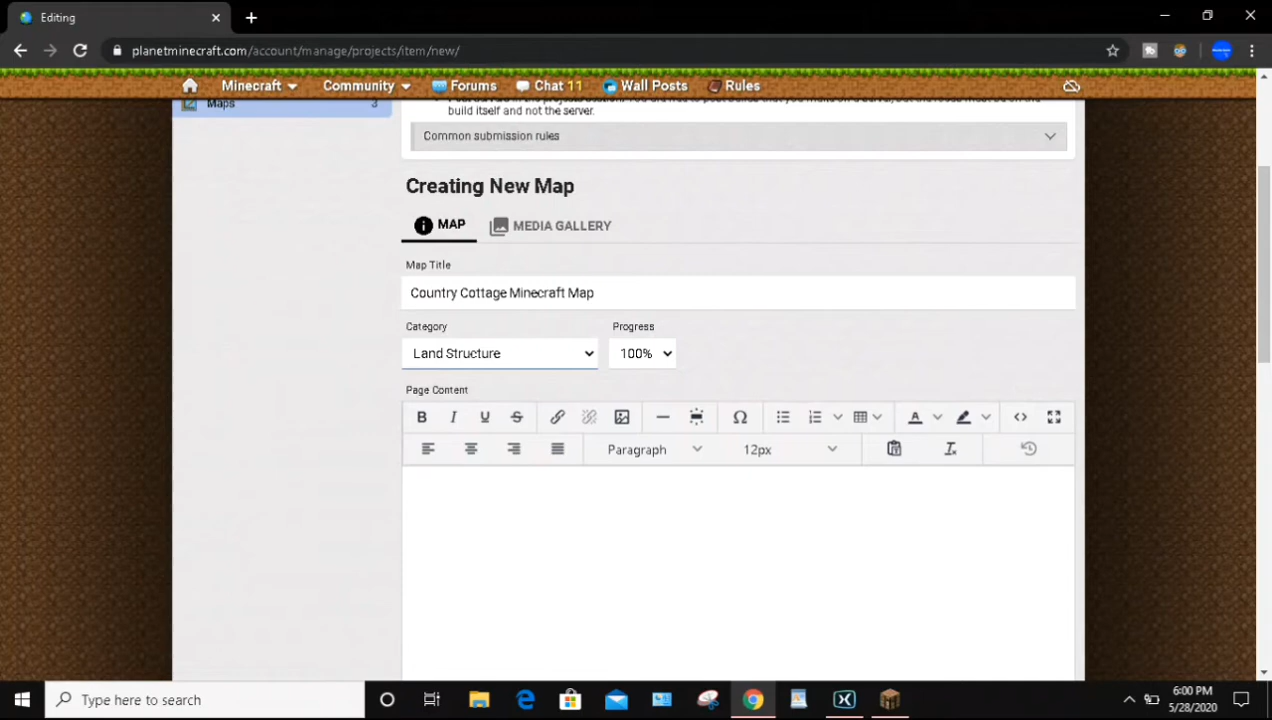 Editing
planetminecraft.com/account/manage/projects/item/new/
Minecraft Community Forums Chat 11 Wall Posts Rules
Maps 3
build itself and not the server.
Common submission rules
Creating New Map
MAP MEDIA GALLERY
Map Title
Country Cottage Minecraft Map
Category Progress
Land Structure 100%
Page Content
B I U S
Paragraph 12px
Type here to search
6:00 PM
5/28/2020